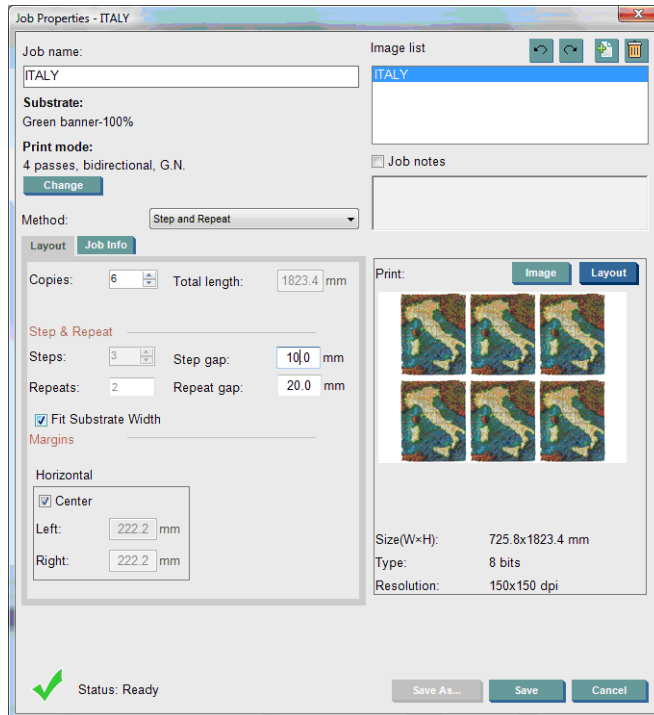 Job Properties - ITALY
Job name:
ITALY
Substrate:
Green banner-100%
Print mode:
4 passes, bidirectional, G.N.
Change
Method: Step and Repeat
Layout Job Info
Copies: 6 Total length: 1823.4 mm
Step & Repeat
Steps: 3 Step gap: 10.0 mm
Repeats: 2 Repeat gap: 20.0 mm
Fit Substrate Width
Margins
Horizontal
Center
Left: 222.2 mm
Right: 222.2 mm
Image list
ITALY
Job notes
Print: Image Layout
Size(W×H): 725.8x1823.4 mm
Type: 8 bits
Resolution: 150x150 dpi
Status: Ready
Save As... Save Cancel